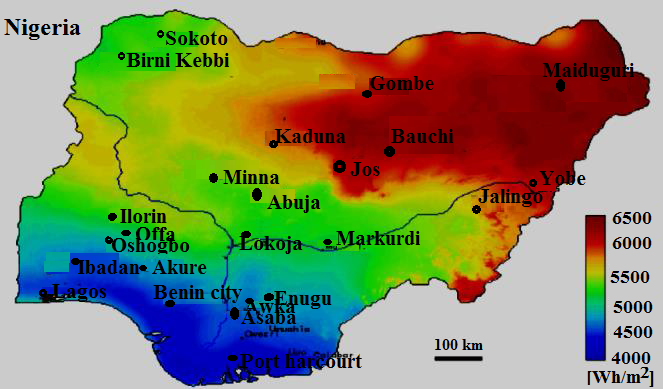 Nigeria
Sokoto
Birni Kebbi
Maiduguri
Gombe
Kaduna
Bauchi
Jos
Minna
Yobe
Abuja
Jalingo
Ilorin
Offa
Oshogbo
Lokoja
Markurdi
Ibadan
Akure
Lagos
Benin city
Enugu
Awka
Asaba
Port harcourt
100 km
6500
6000
5500
5000
4500
4000
[Wh/m2]